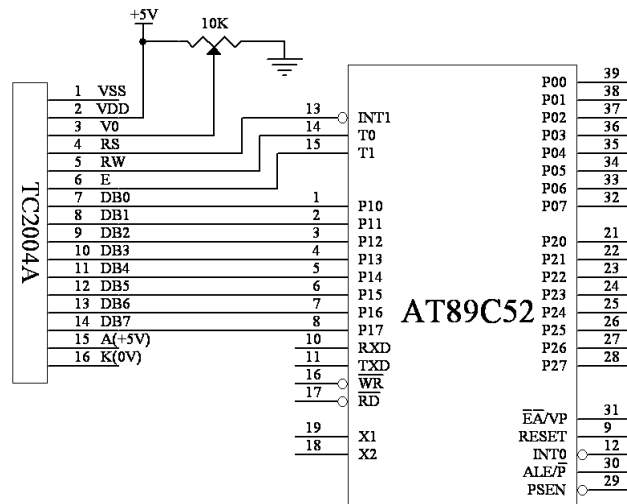 +5V
10K
TC2004A
1 VSS
2 VDD
3 V0
4 RS
5 RW
6 E
7 DB0
8 DB1
9 DB2
10 DB3
11 DB4
12 DB5
13 DB6
14 DB7
15 A(+5V)
16 K(0V)
AT89C52
13 INT1
14 T0
15 T1
1 P10
2 P11
3 P12
4 P13
5 P14
6 P15
7 P16
8 P17
10 RXD
11 TXD
16 W̅R̅
17 R̅D̅
19 X1
18 X2
P00 39
P01 38
P02 37
P03 36
P04 35
P05 34
P06 33
P07 32
P20 21
P21 22
P22 23
P23 24
P24 25
P25 26
P26 27
P27 28
E̅A̅/VP 31
RESET 9
INT0 12
ALE/P̅ 30
PSEN 29